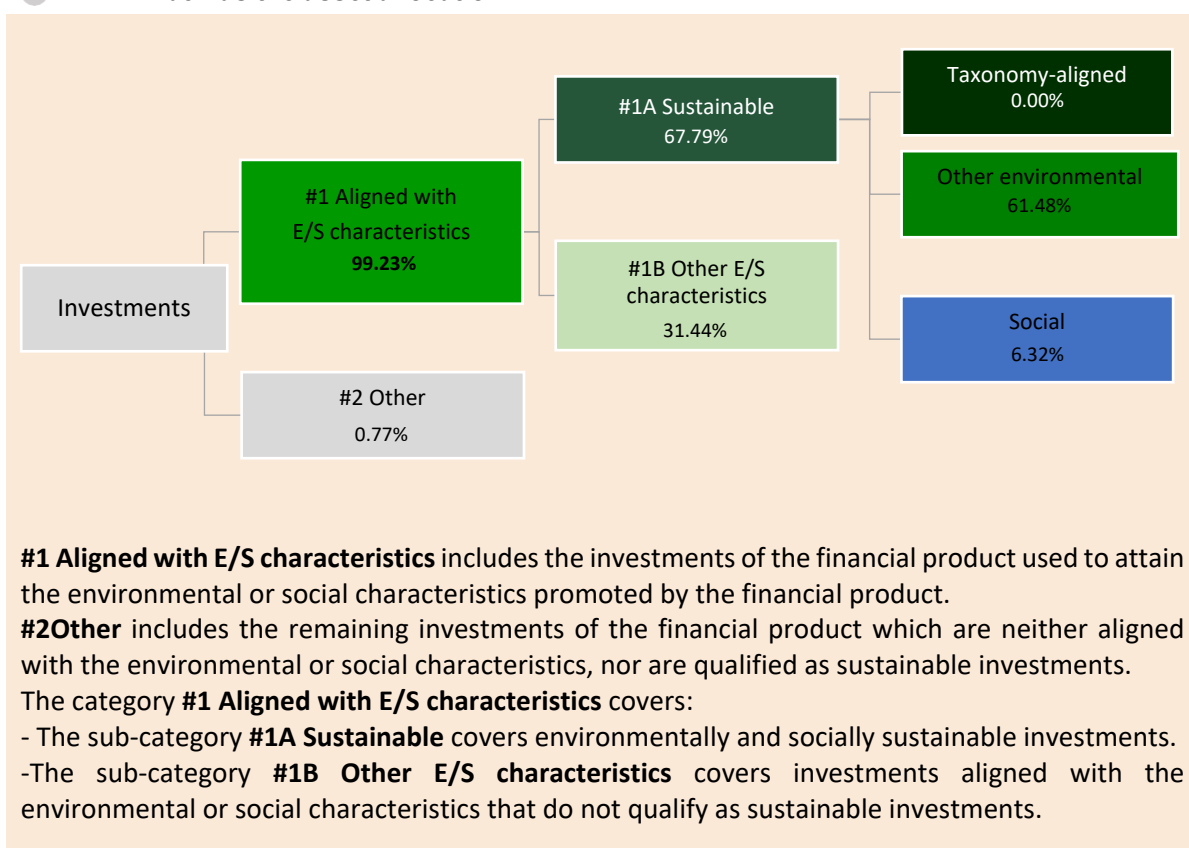 Taxonomy-aligned
0.00%
#1A Sustainable
67.79%
Other environmental
61.48%
#1 Aligned with
E/S characteristics
99.23%
#1B Other E/S
characteristics
31.44%
Investments
Social
6.32%
#2 Other
0.77%
#1 Aligned with E/S characteristics includes the investments of the financial product used to attain
the environmental or social characteristics promoted by the financial product.
#2Other includes the remaining investments of the financial product which are neither aligned
with the environmental or social characteristics, nor are qualified as sustainable investments.
The category #1 Aligned with E/S characteristics covers:
- The sub-category #1A Sustainable covers environmentally and socially sustainable investments.
-The sub-category #1B Other E/S characteristics covers investments aligned with the
environmental or social characteristics that do not qualify as sustainable investments.